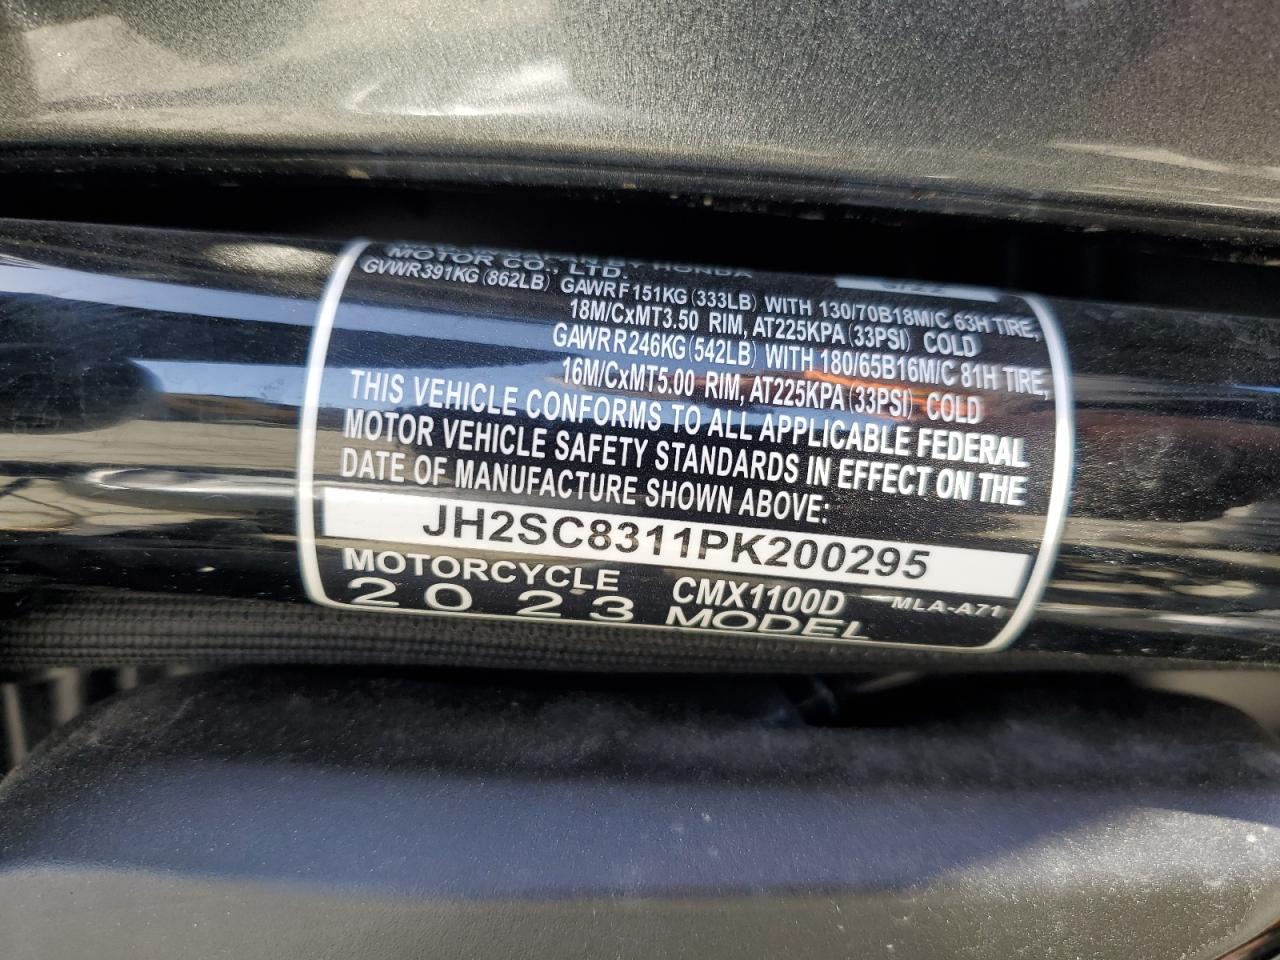 BY HONDA
MOTOR CO., LTD.
GVWR391KG (862LB) GAWR F151KG (333LB) WITH 130/70B18M/C 63H TIRE,
18M/CxMT3.50 RIM, AT225KPA (33PSI) COLD
GAWR R246KG (542LB) WITH 180/65B16M/C 81H TIRE,
16M/CxMT5.00 RIM, AT225KPA (33PSI) COLD
THIS VEHICLE CONFORMS TO ALL APPLICABLE FEDERAL
MOTOR VEHICLE SAFETY STANDARDS IN EFFECT ON THE
DATE OF MANUFACTURE SHOWN ABOVE:
JH2SC8311PK200295
MOTORCYCLE CMX1100D MLA-A71
2023 MODEL